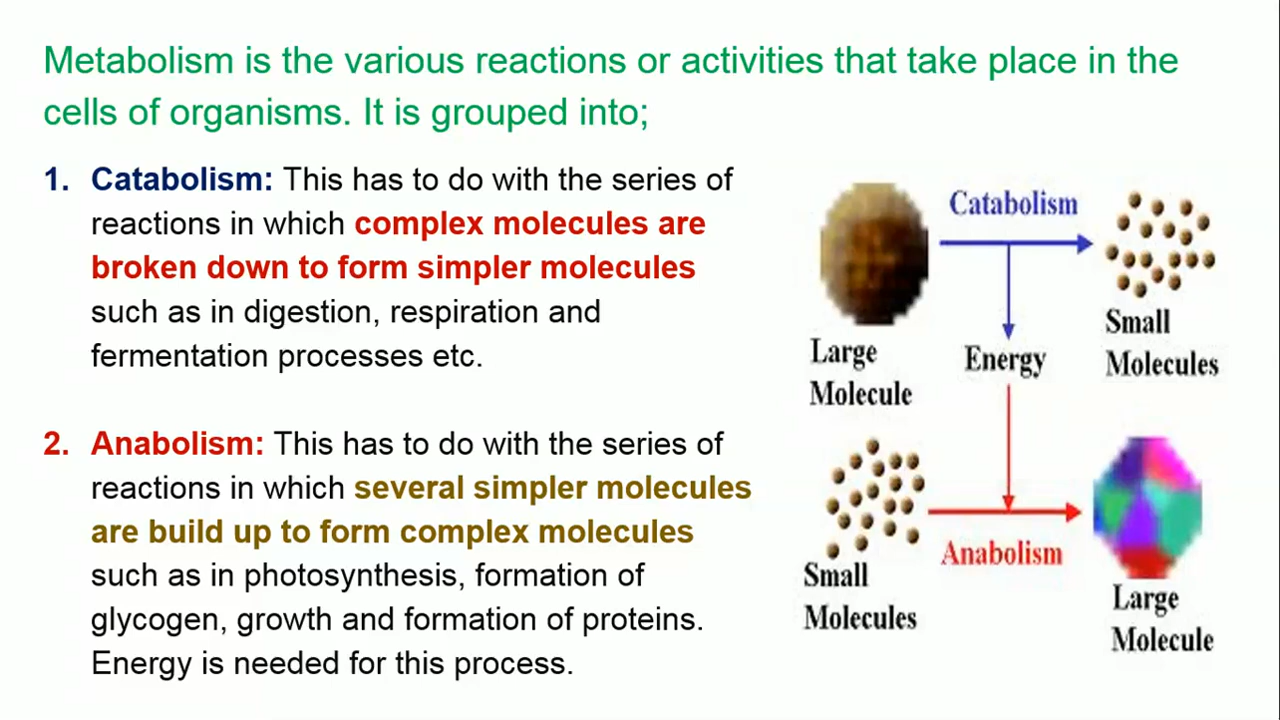 Metabolism is the various reactions or activities that take place in the
cells of organisms. It is grouped into;
1. Catabolism: This has to do with the series of
reactions in which complex molecules are
broken down to form simpler molecules
such as in digestion, respiration and
fermentation processes etc.
2. Anabolism: This has to do with the series of
reactions in which several simpler molecules
are build up to form complex molecules
such as in photosynthesis, formation of
glycogen, growth and formation of proteins.
Energy is needed for this process.
Catabolism
Large
Molecule
Energy
Small
Molecules
Small
Molecules
Anabolism
Large
Molecule